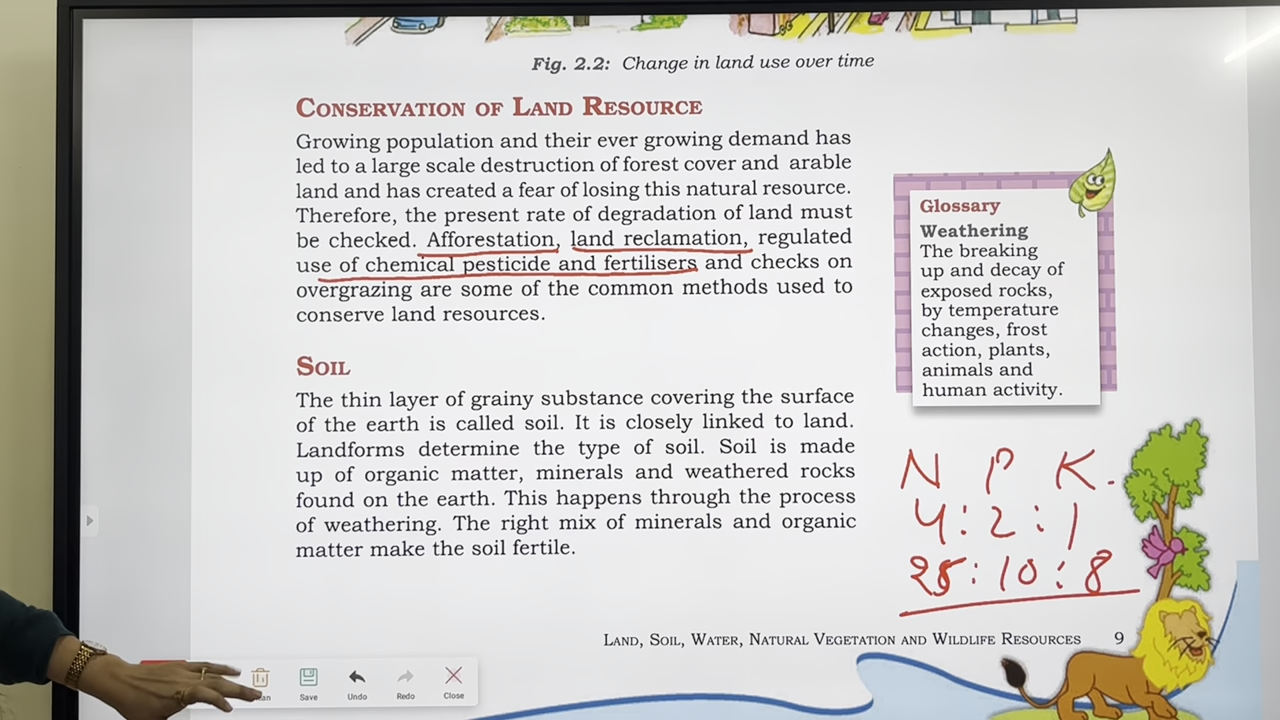 Fig. 2.2: Change in land use over time
CONSERVATION OF LAND RESOURCE
Growing population and their ever growing demand has
led to a large scale destruction of forest cover and arable
land and has created a fear of losing this natural resource.
Therefore, the present rate of degradation of land must
be checked. Afforestation, land reclamation, regulated
use of chemical pesticide and fertilisers and checks on
overgrazing are some of the common methods used to
conserve land resources.
SOIL
The thin layer of grainy substance covering the surface
of the earth is called soil. It is closely linked to land.
Landforms determine the type of soil. Soil is made
up of organic matter, minerals and weathered rocks
found on the earth. This happens through the process
of weathering. The right mix of minerals and organic
matter make the soil fertile.
Glossary
Weathering
The breaking
up and decay of
exposed rocks,
by temperature
changes, frost
action, plants,
animals and
human activity.
N P K.
4:2:1
25:10:8
LAND, SOIL, WATER, NATURAL VEGETATION AND WILDLIFE RESOURCES 9
Save Undo Redo Close